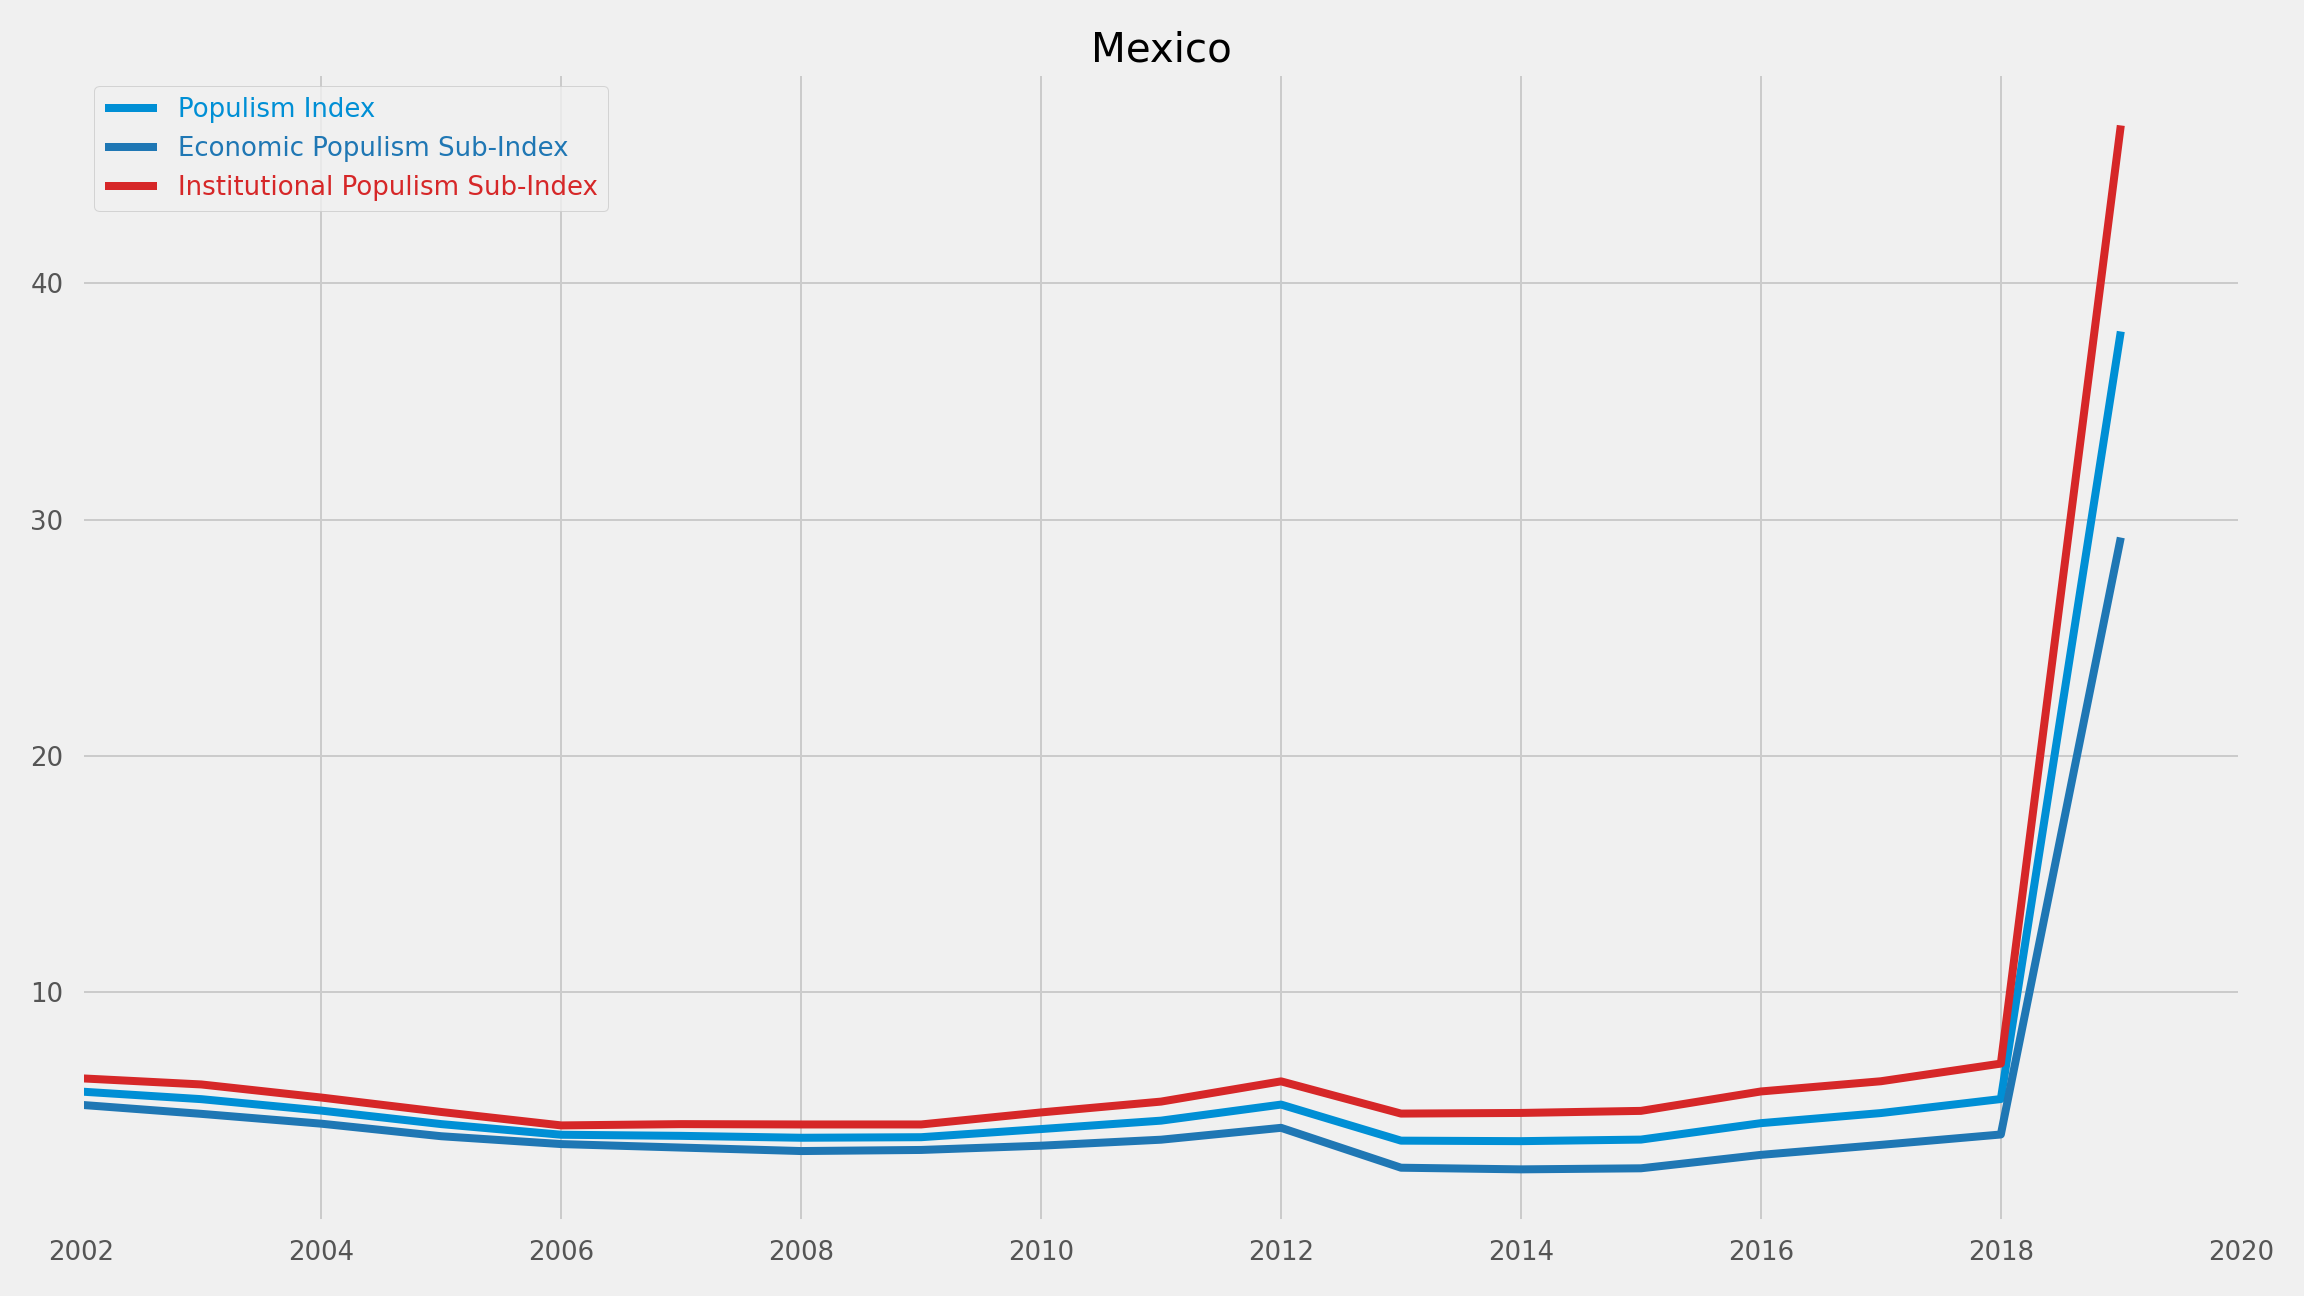 Mexico
Populism Index
Economic Populism Sub-Index
Institutional Populism Sub-Index
40
30
20
10
2002 2004 2006 2008 2010 2012 2014 2016 2018 2020